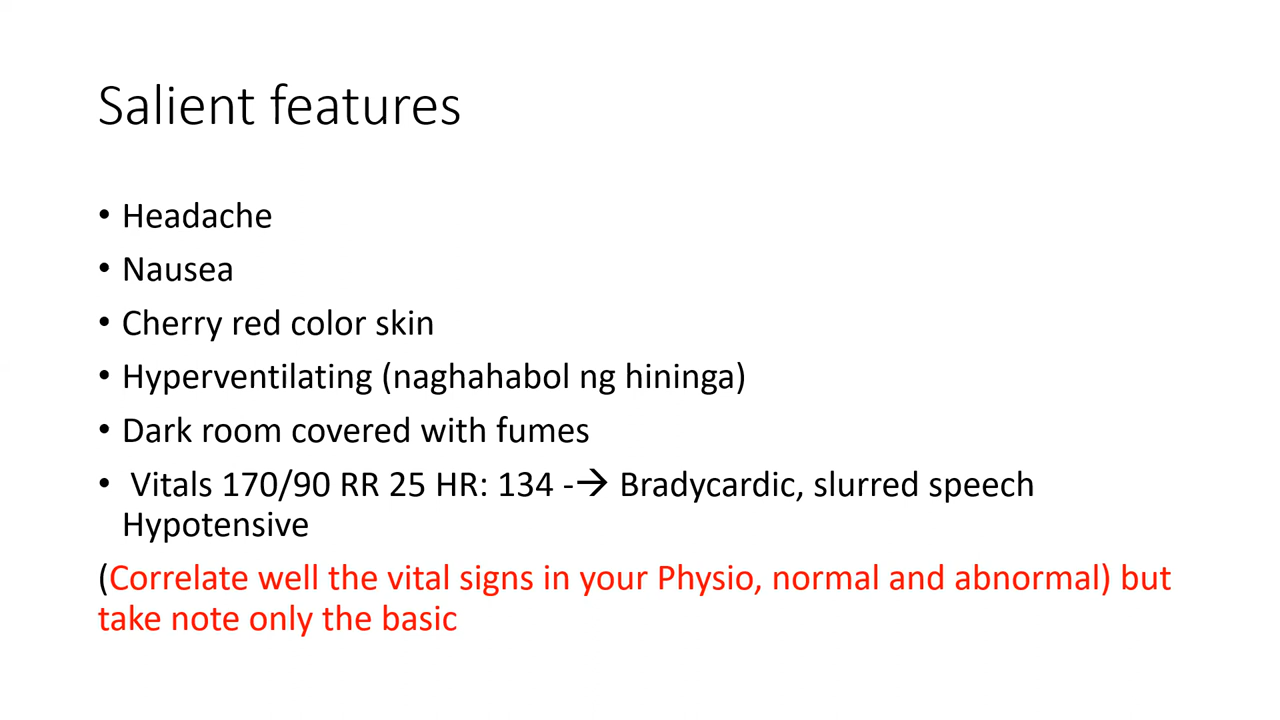 Salient features
• Headache
• Nausea
• Cherry red color skin
• Hyperventilating (naghahabol ng hininga)
• Dark room covered with fumes
• Vitals 170/90 RR 25 HR: 134 -→ Bradycardic, slurred speech
Hypotensive
(Correlate well the vital signs in your Physio, normal and abnormal) but
take note only the basic